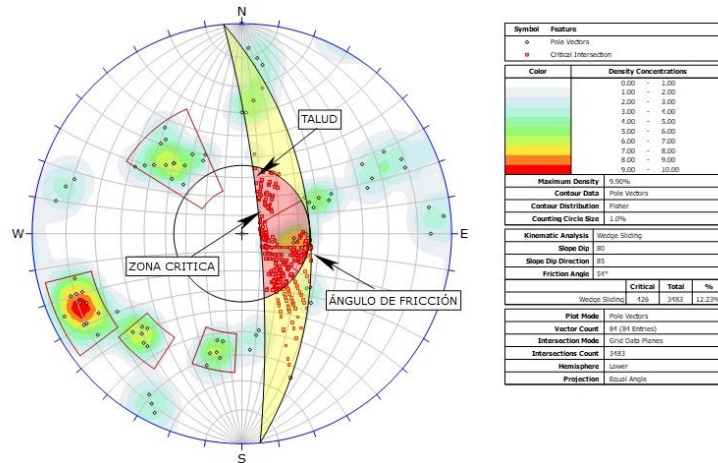 N
W
E
S
TALUD
ZONA CRITICA
ÁNGULO DE FRICCIÓN
Symbol Feature
Pole Vectors
Critical Intersection
Color Density Concentrations
0.00 - 1.00
1.00 - 2.00
2.00 - 3.00
3.00 - 4.00
4.00 - 5.00
5.00 - 6.00
6.00 - 7.00
7.00 - 8.00
8.00 - 9.00
9.00 - 10.00
Maximum Density 9.90%
Contour Data Pole Vectors
Contour Distribution Fisher
Counting Circle Size 1.0%
Kinematic Analysis Wedge Sliding
Slope Dip 80
Slope Dip Direction 85
Friction Angle 54°
Critical Total %
Wedge Sliding 426 3483 12.23%
Plot Mode Pole Vectors
Vector Count 84 (84 Entries)
Intersection Mode Grid Data Planes
Intersections Count 3483
Hemisphere Lower
Projection Equal Angle